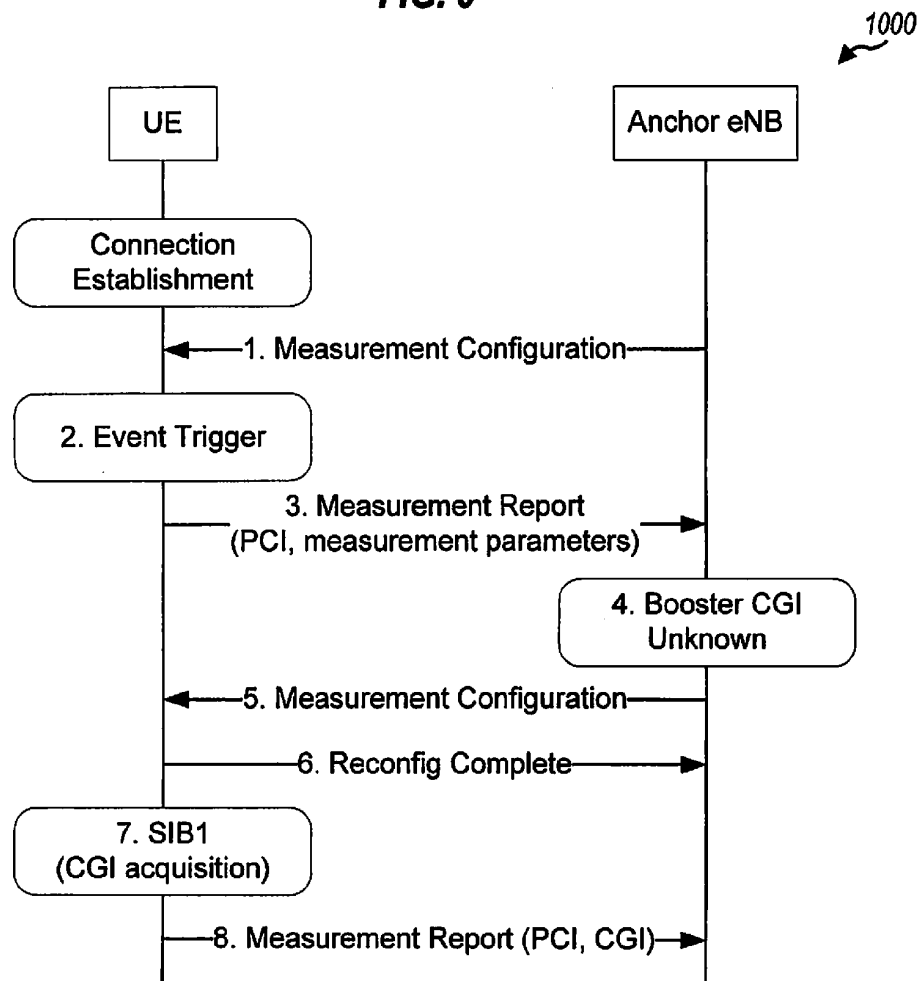 1000
UE
Anchor eNB
Connection
Establishment
1. Measurement Configuration
2. Event Trigger
3. Measurement Report
(PCI, measurement parameters)
4. Booster CGI
Unknown
5. Measurement Configuration
6. Reconfig Complete
7. SIB1
(CGI acquisition)
8. Measurement Report (PCI, CGI)